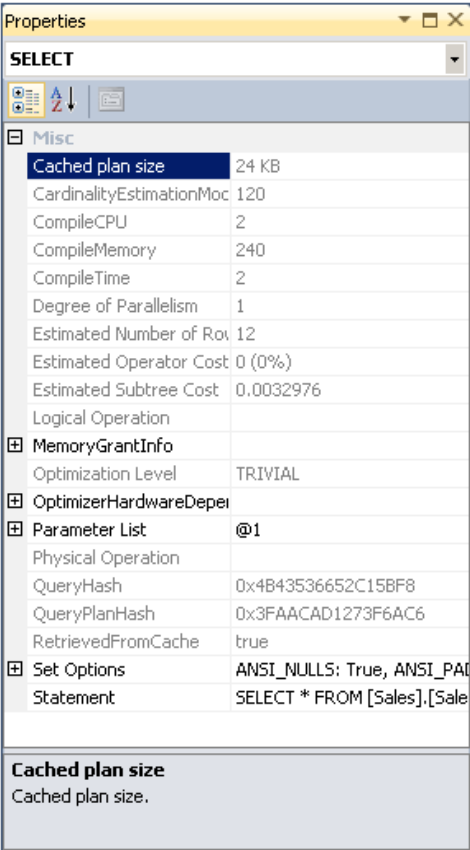 Properties
SELECT
Misc
Cached plan size 24 KB
CardinalityEstimationMoc 120
CompileCPU 2
CompileMemory 240
CompileTime 2
Degree of Parallelism 1
Estimated Number of Rov 12
Estimated Operator Cost 0 (0%)
Estimated Subtree Cost 0.0032976
Logical Operation
MemoryGrantInfo
Optimization Level TRIVIAL
OptimizerHardwareDeper
Parameter List @1
Physical Operation
QueryHash 0x4B43536652C15BF8
QueryPlanHash 0x3FAACAD1273F6AC6
RetrievedFromCache true
Set Options ANSI_NULLS: True, ANSI_PAD
Statement SELECT * FROM [Sales].[Sale
Cached plan size
Cached plan size.